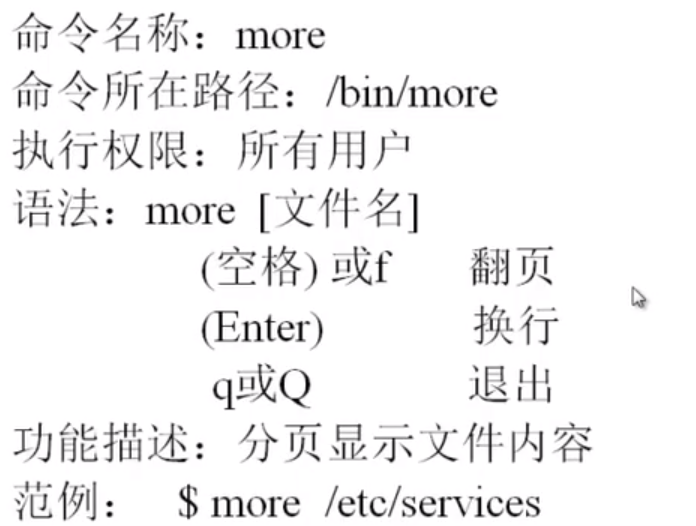 命令名称：more
命令所在路径：/bin/more
执行权限：所有用户
语法：more [文件名]
(空格) 或f 翻页
(Enter) 换行
q或Q 退出
功能描述：分页显示文件内容
范例： $ more /etc/services